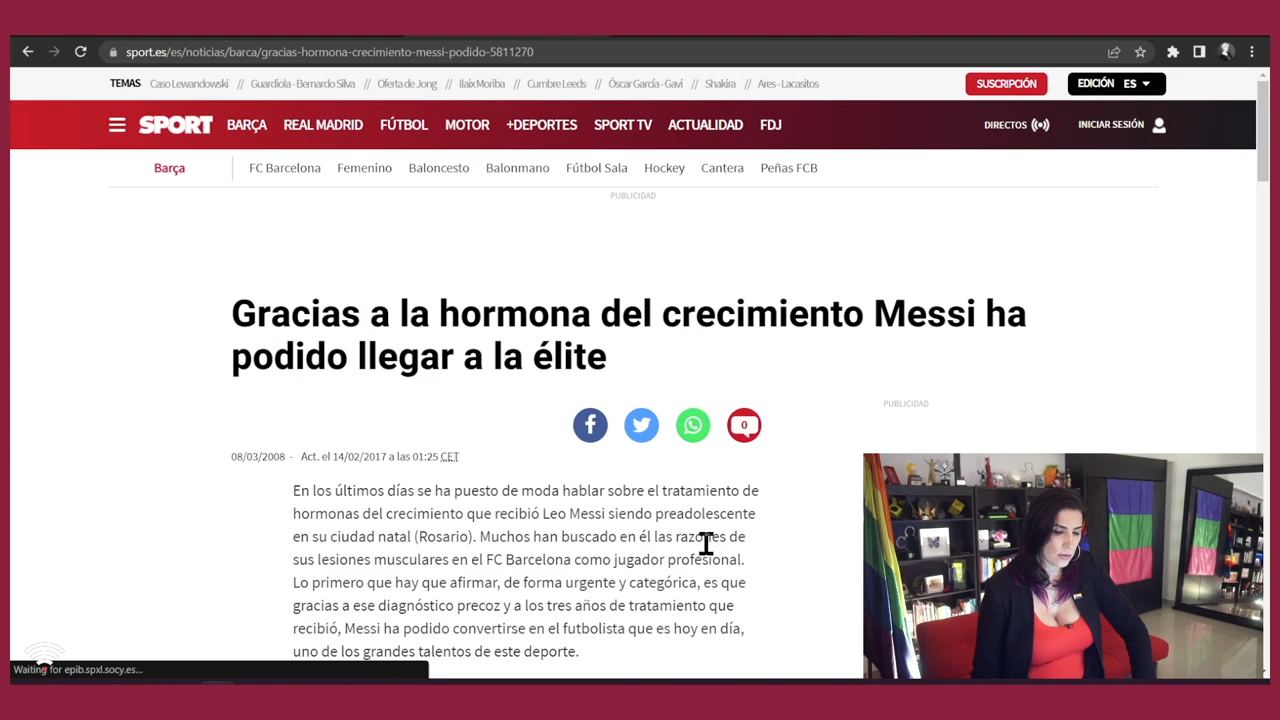 sport.es/es/noticias/barca/gracias-hormona-crecimiento-messi-podido-5811270
TEMAS Caso Lewandowski // Guardiola - Bernardo Silva // Oferta de Jong // Ilaix Moriba // Cumbre Leeds // Óscar García - Gavi // Shakira // Ares - Lacasitos
SUSCRIPCIÓN
EDICIÓN ES
SPORT BARÇA REAL MADRID FÚTBOL MOTOR +DEPORTES SPORT TV ACTUALIDAD FDJ
DIRECTOS INICIAR SESIÓN
Barça FC Barcelona Femenino Baloncesto Balonmano Fútbol Sala Hockey Cantera Peñas FCB
PUBLICIDAD
Gracias a la hormona del crecimiento Messi ha
podido llegar a la élite
PUBLICIDAD
0
08/03/2008 - Act. el 14/02/2017 a las 01:25 CET
En los últimos días se ha puesto de moda hablar sobre el tratamiento de
hormonas del crecimiento que recibió Leo Messi siendo preadolescente
en su ciudad natal (Rosario). Muchos han buscado en él las razones de
sus lesiones musculares en el FC Barcelona como jugador profesional.
Lo primero que hay que afirmar, de forma urgente y categórica, es que
gracias a ese diagnóstico precoz y a los tres años de tratamiento que
recibió, Messi ha podido convertirse en el futbolista que es hoy en día,
uno de los grandes talentos de este deporte.
Waiting for epib.spxl.socy.es...